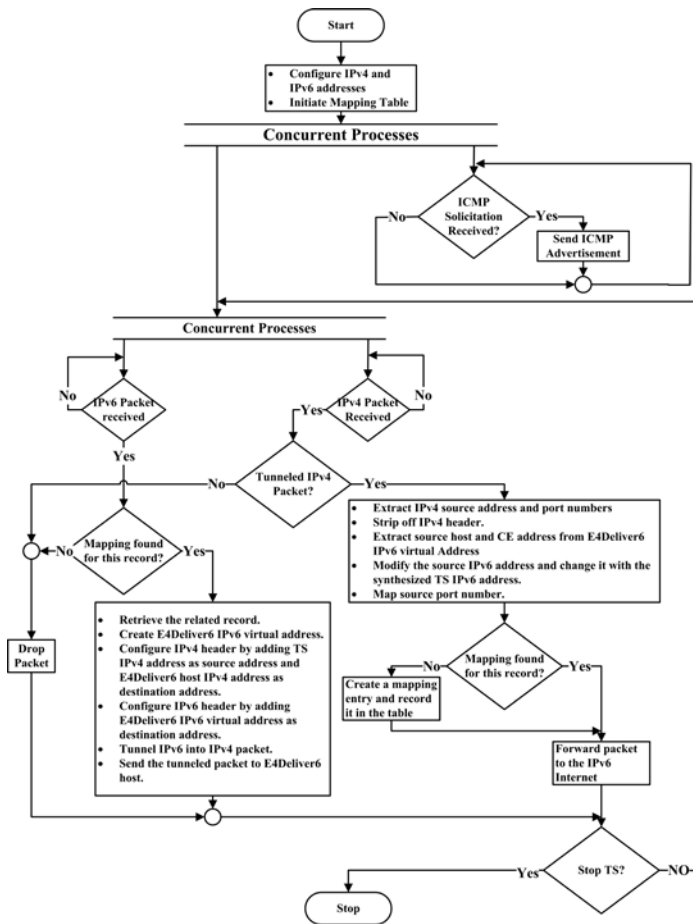 Start
• Configure IPv4 and
IPv6 addresses
• Initiate Mapping Table
Concurrent Processes
ICMP
Solicitation
Received?
No
Yes
Send ICMP
Advertisement
Concurrent Processes
No
IPv6 Packet
received
IPv4 Packet
Received
No
Yes
Yes
Tunneled IPv4
Packet?
No
Yes
• Extract IPv4 source address and port numbers
• Strip off IPv4 header.
• Extract source host and CE address from E4Deliver6
IPv6 virtual Address
• Modify the source IPv6 address and change it with the
synthesized TS IPv6 address.
• Map source port number.
No
Mapping found
for this record?
Yes
• Retrieve the related record.
• Create E4Deliver6 IPv6 virtual address.
• Configure IPv4 header by adding TS
IPv4 address as source address and
E4Deliver6 host IPv4 address as
destination address.
• Configure IPv6 header by adding
E4Deliver6 IPv6 virtual address as
destination address.
• Tunnel IPv6 into IPv4 packet.
• Send the tunneled packet to E4Deliver6
host.
Drop
Packet
No
Mapping found
for this record?
Yes
Create a mapping
entry and record
it in the table
Forward packet
to the IPv6
Internet
Yes
Stop TS?
NO
Stop